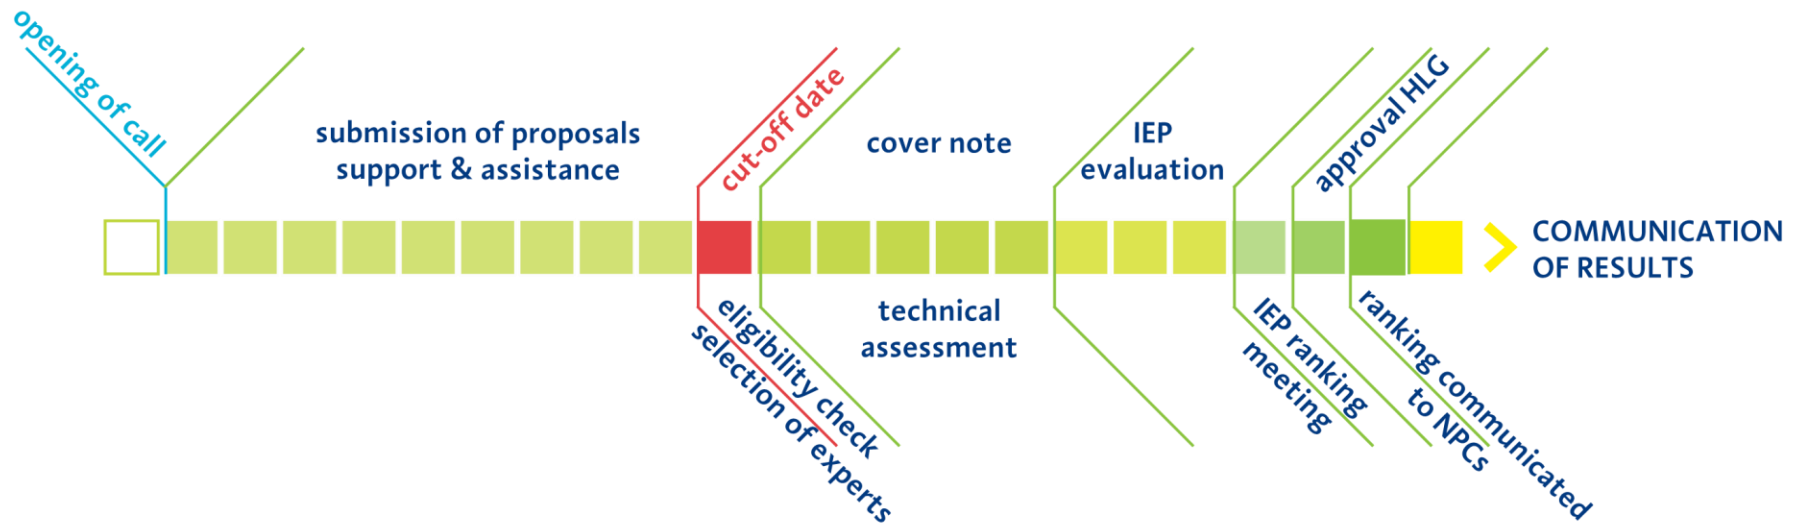 opening of call
submission of proposals
support & assistance
cut-off date
cover note
IEP
evaluation
approval HLG
COMMUNICATION
OF RESULTS
eligibility check
selection of experts
technical
assessment
IEP ranking
meeting
ranking communicated
to NPCs